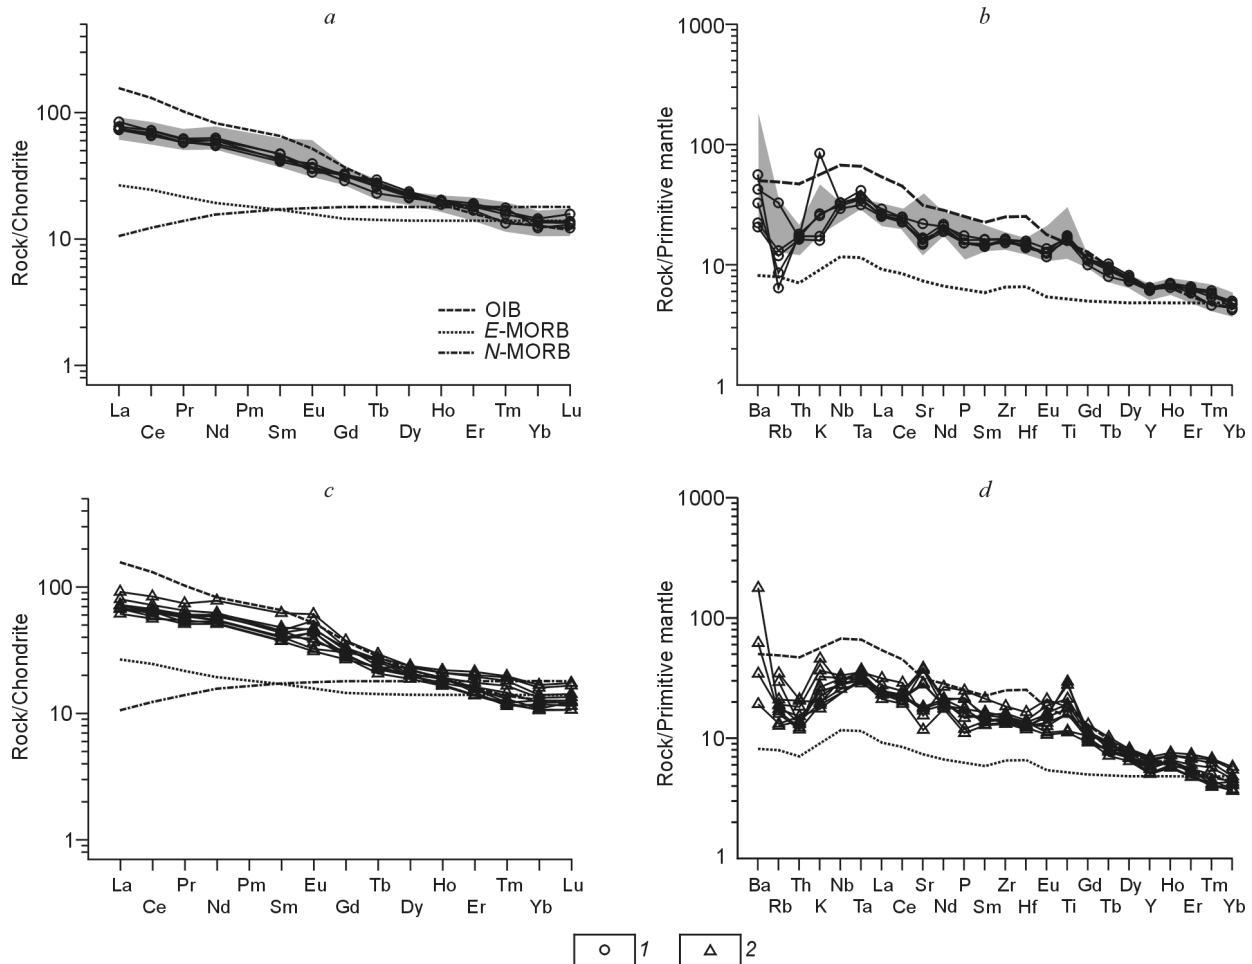 a
100
10
1
Rock/Chondrite
OIB
E-MORB
N-MORB
La Pr Pm Eu Tb Ho Tm Lu
Ce Nd Sm Gd Dy Er Yb
b
1000
100
10
1
Rock/Primitive mantle
Ba Th Nb La Sr P Zr Eu Gd Dy Ho Tm
Rb K Ta Ce Nd Sm Hf Ti Tb Y Er Yb
c
100
10
1
Rock/Chondrite
La Pr Pm Eu Tb Ho Tm Lu
Ce Nd Sm Gd Dy Er Yb
d
1000
100
10
1
Rock/Primitive mantle
Ba Th Nb La Sr P Zr Eu Gd Dy Ho Tm
Rb K Ta Ce Nd Sm Hf Ti Tb Y Er Yb
1
2